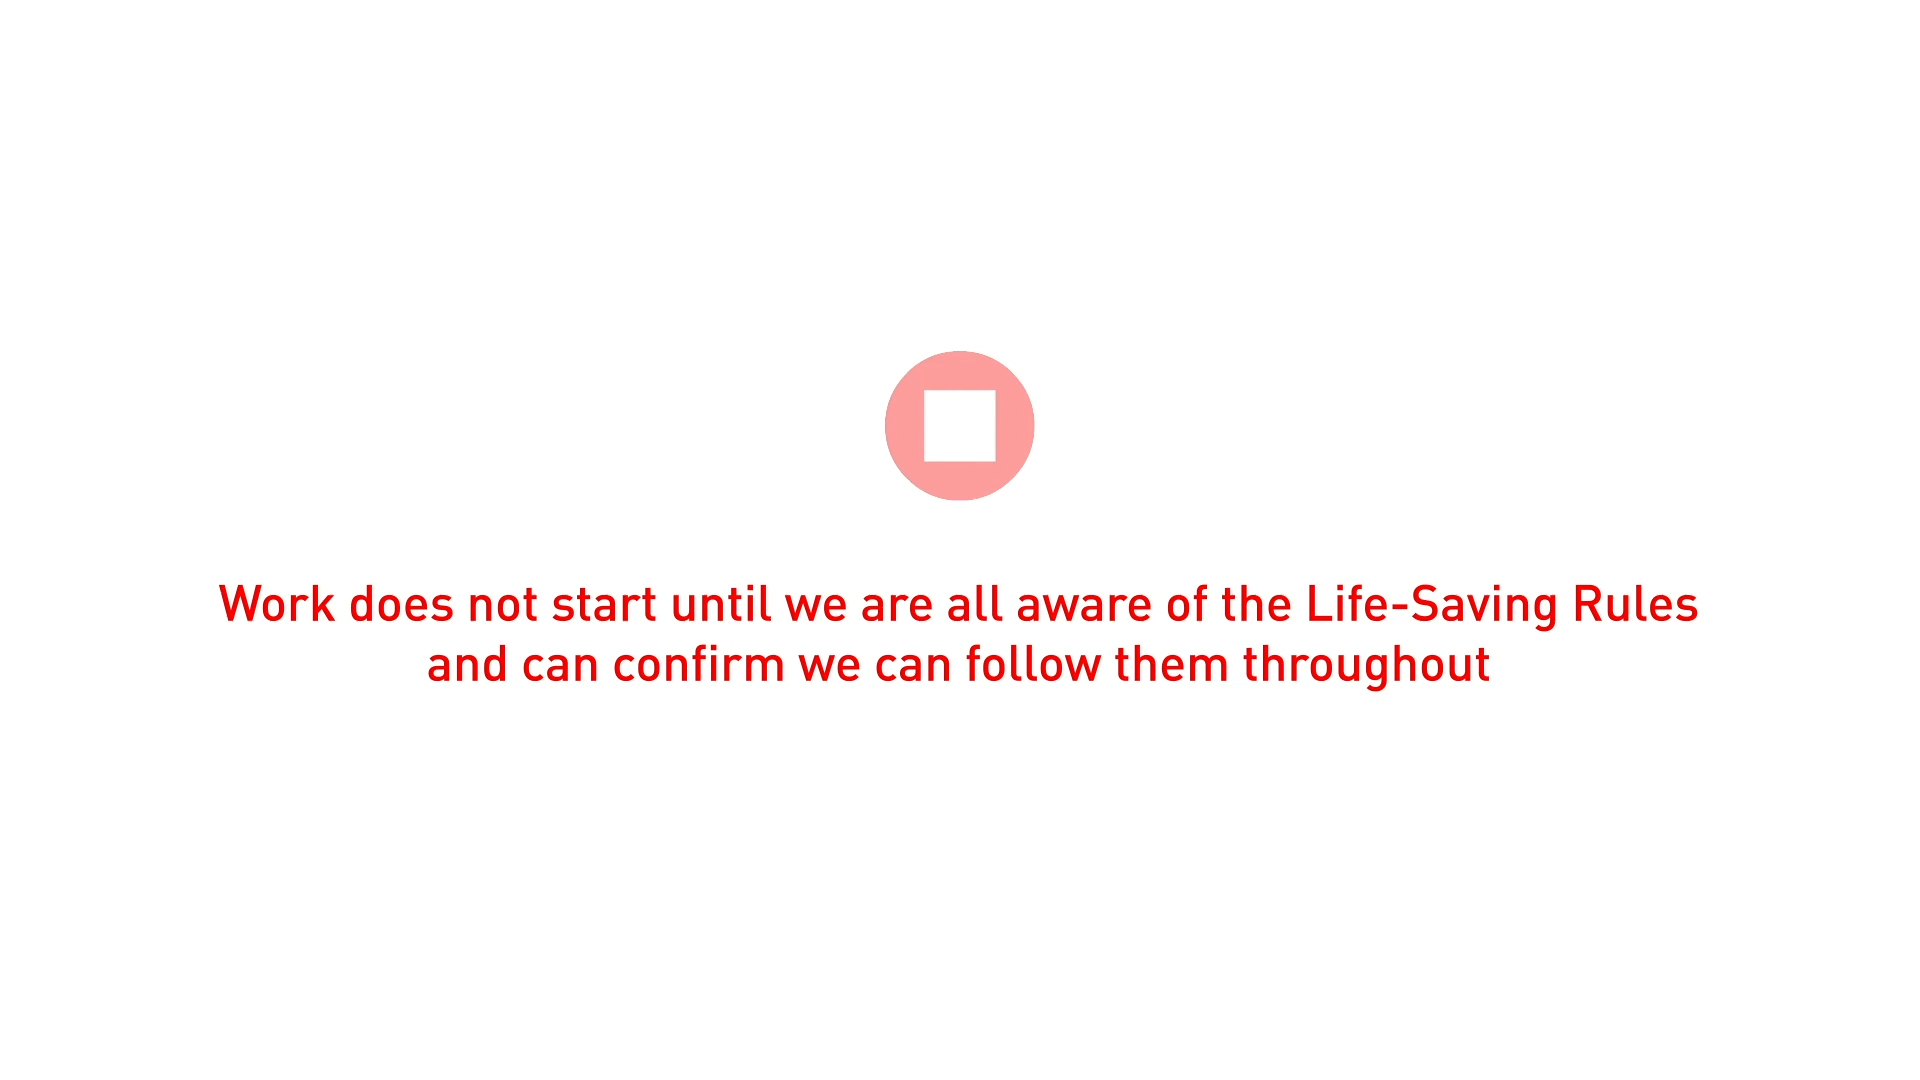 Work does not start until we are all aware of the Life-Saving Rules
and can confirm we can follow them throughout